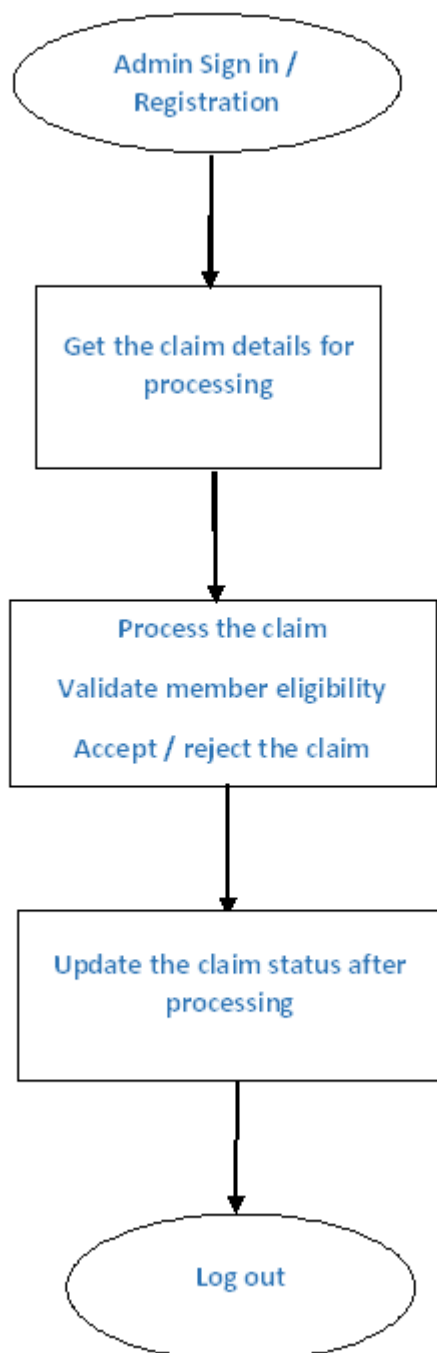 Admin Sign in /
Registration
Get the claim details for
processing
Process the claim
Validate member eligibility
Accept / reject the claim
Update the claim status after
processing
Log out